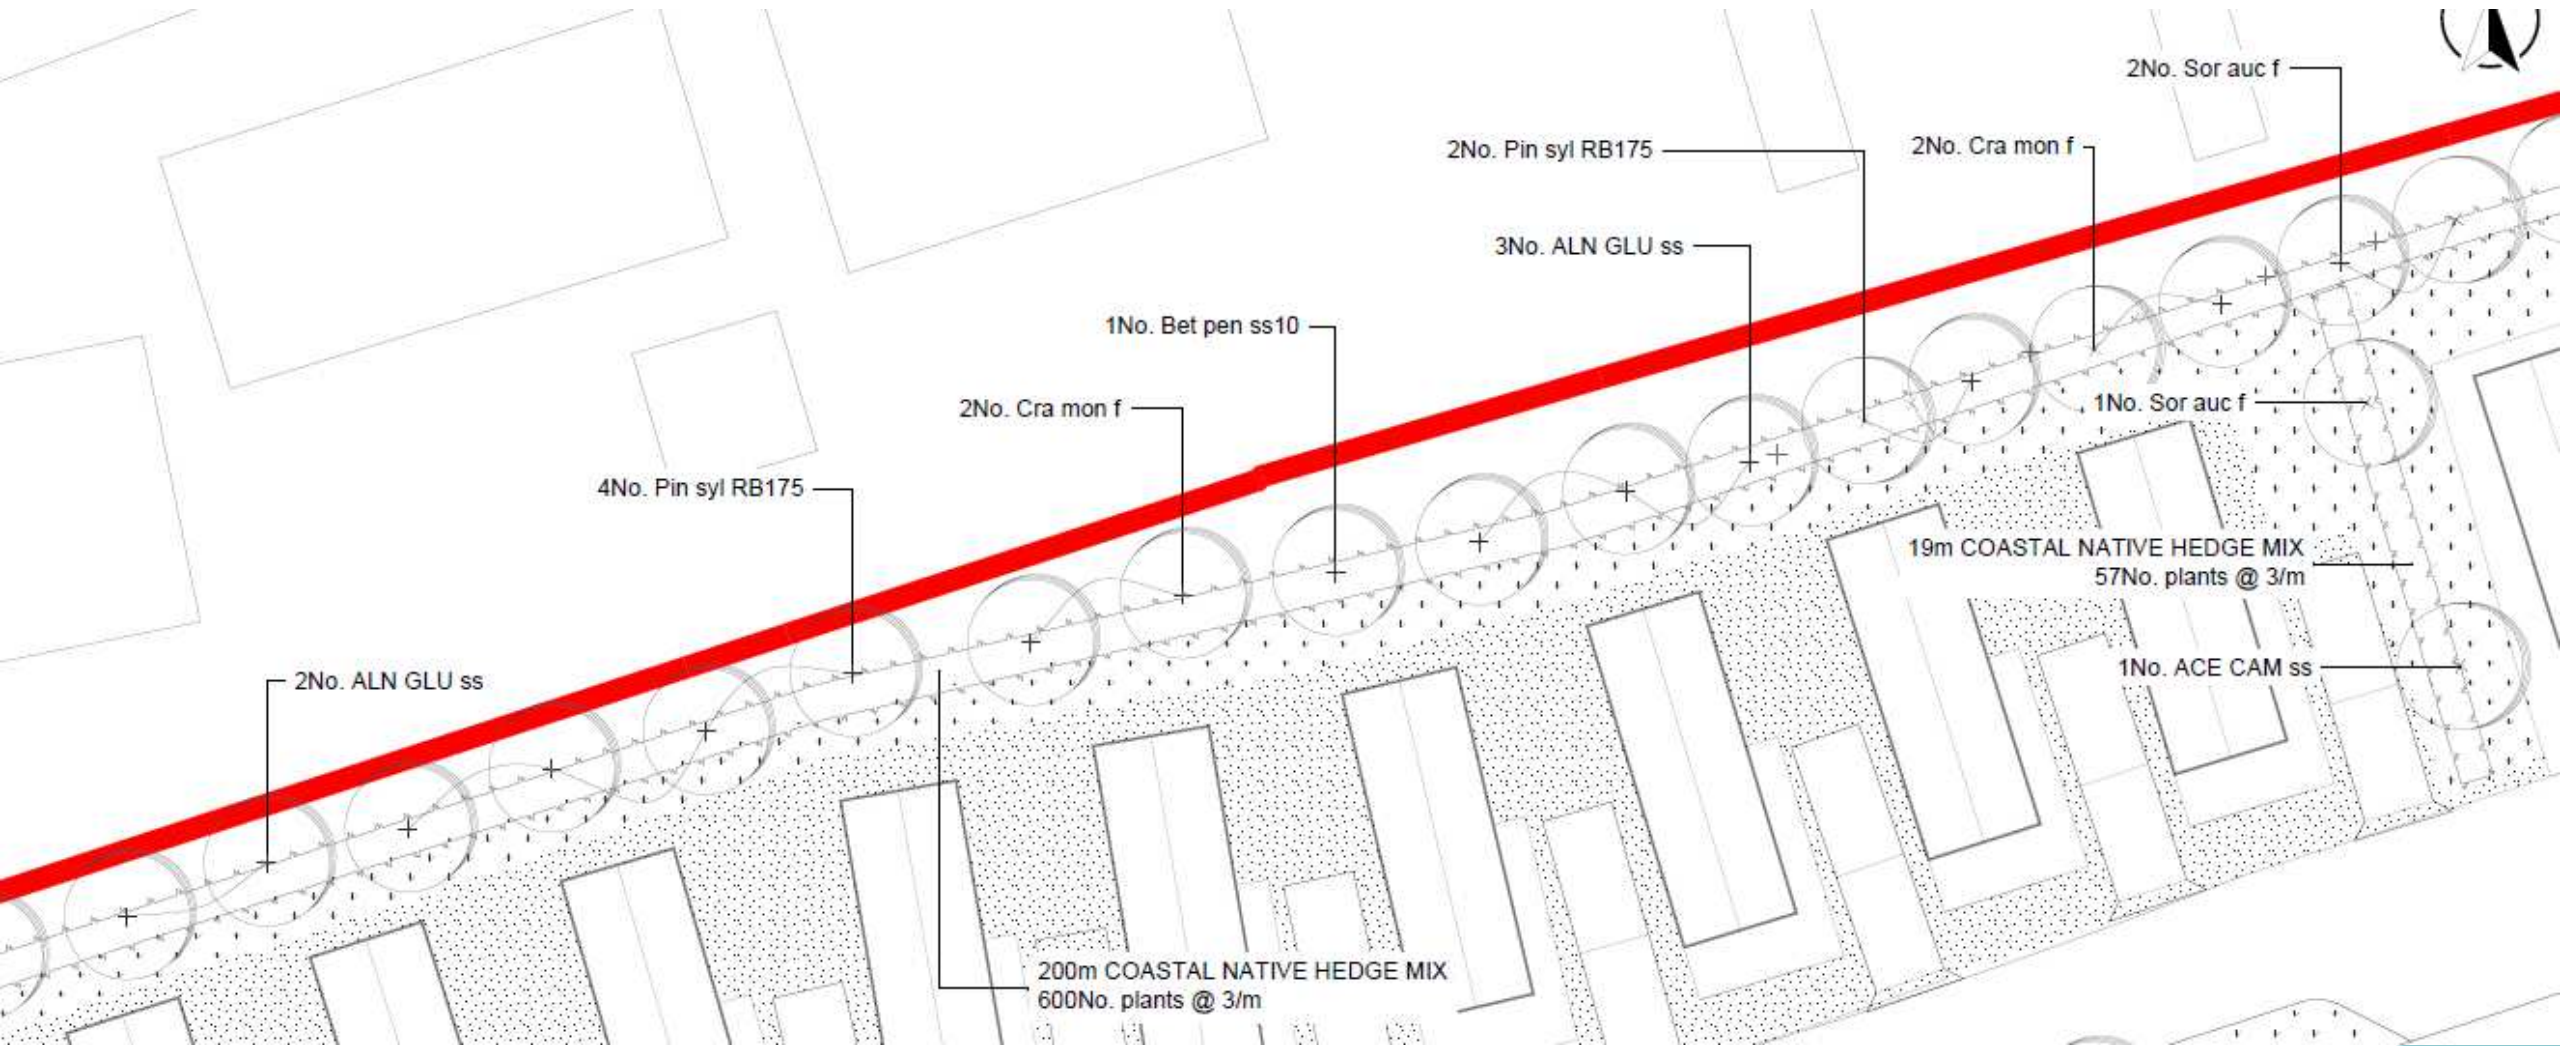 2No. Sor auc f
2No. Pin syl RB175
2No. Cra mon f
3No. ALN GLU ss
1No. Bet pen ss10
2No. Cra mon f
1No. Sor auc f
4No. Pin syl RB175
19m COASTAL NATIVE HEDGE MIX
57No. plants @ 3/m
2No. ALN GLU ss
1No. ACE CAM ss
200m COASTAL NATIVE HEDGE MIX
600No. plants @ 3/m